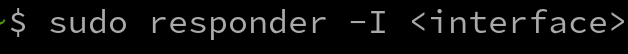 ~$ sudo responder -I <interface>